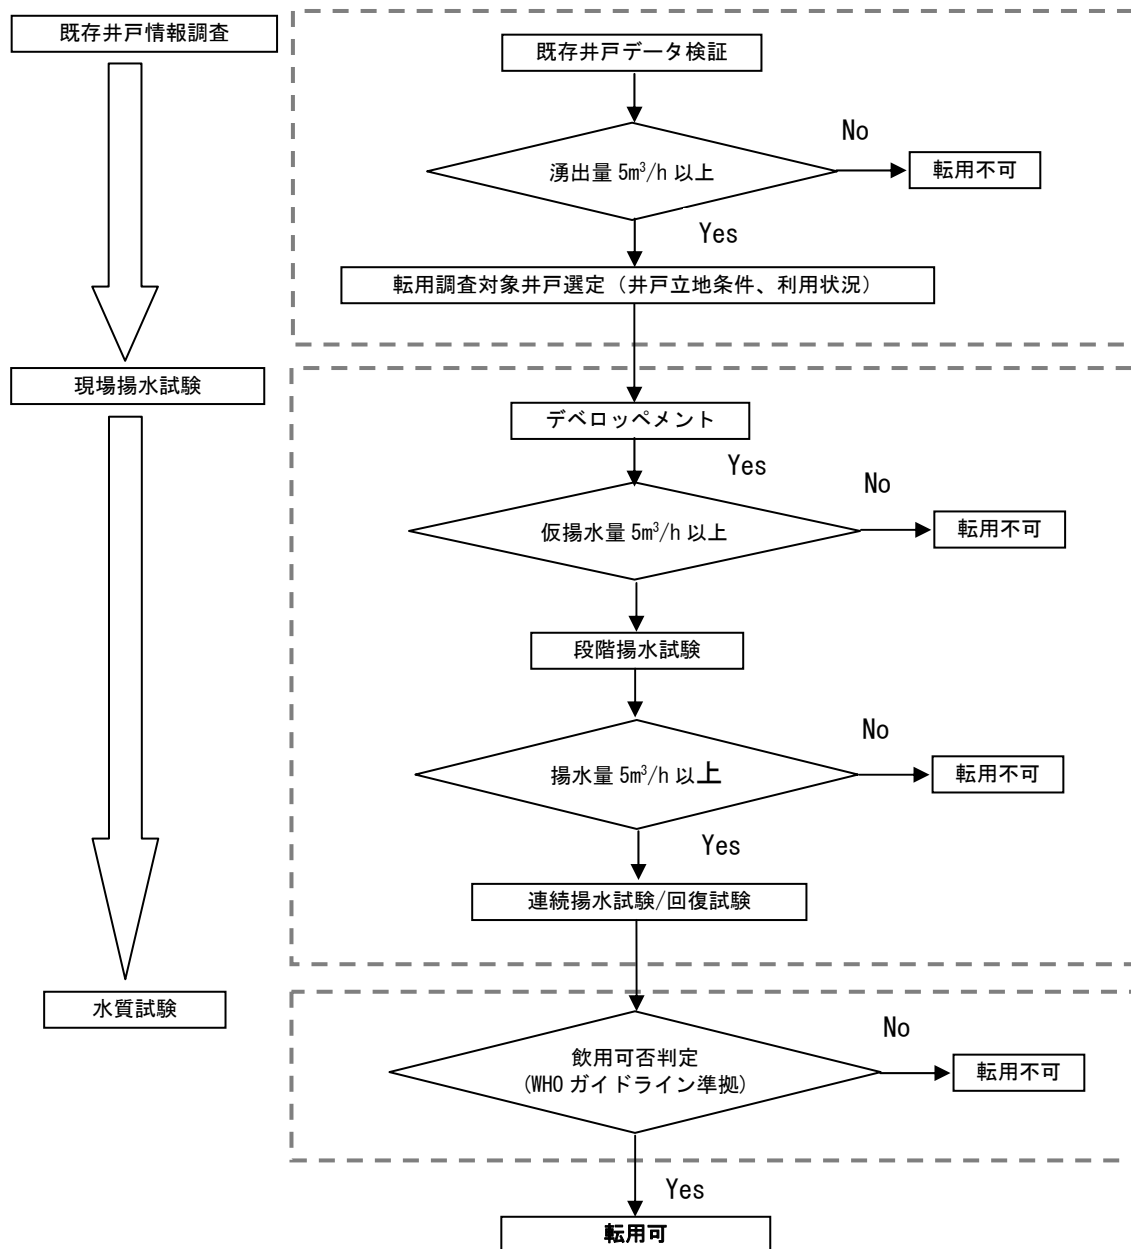 既存井戸情報調査
既存井戸データ検証
No
湧出量 5m³/h 以上
転用不可
Yes
転用調査対象井戸選定（井戸立地条件、利用状況）
現場揚水試験
デベロッペメント
Yes
No
仮揚水量 5m³/h 以上
転用不可
段階揚水試験
No
揚水量 5m³/h 以上
転用不可
Yes
連続揚水試験/回復試験
水質試験
No
飲用可否判定
(WHO ガイドライン準拠)
転用不可
Yes
転用可